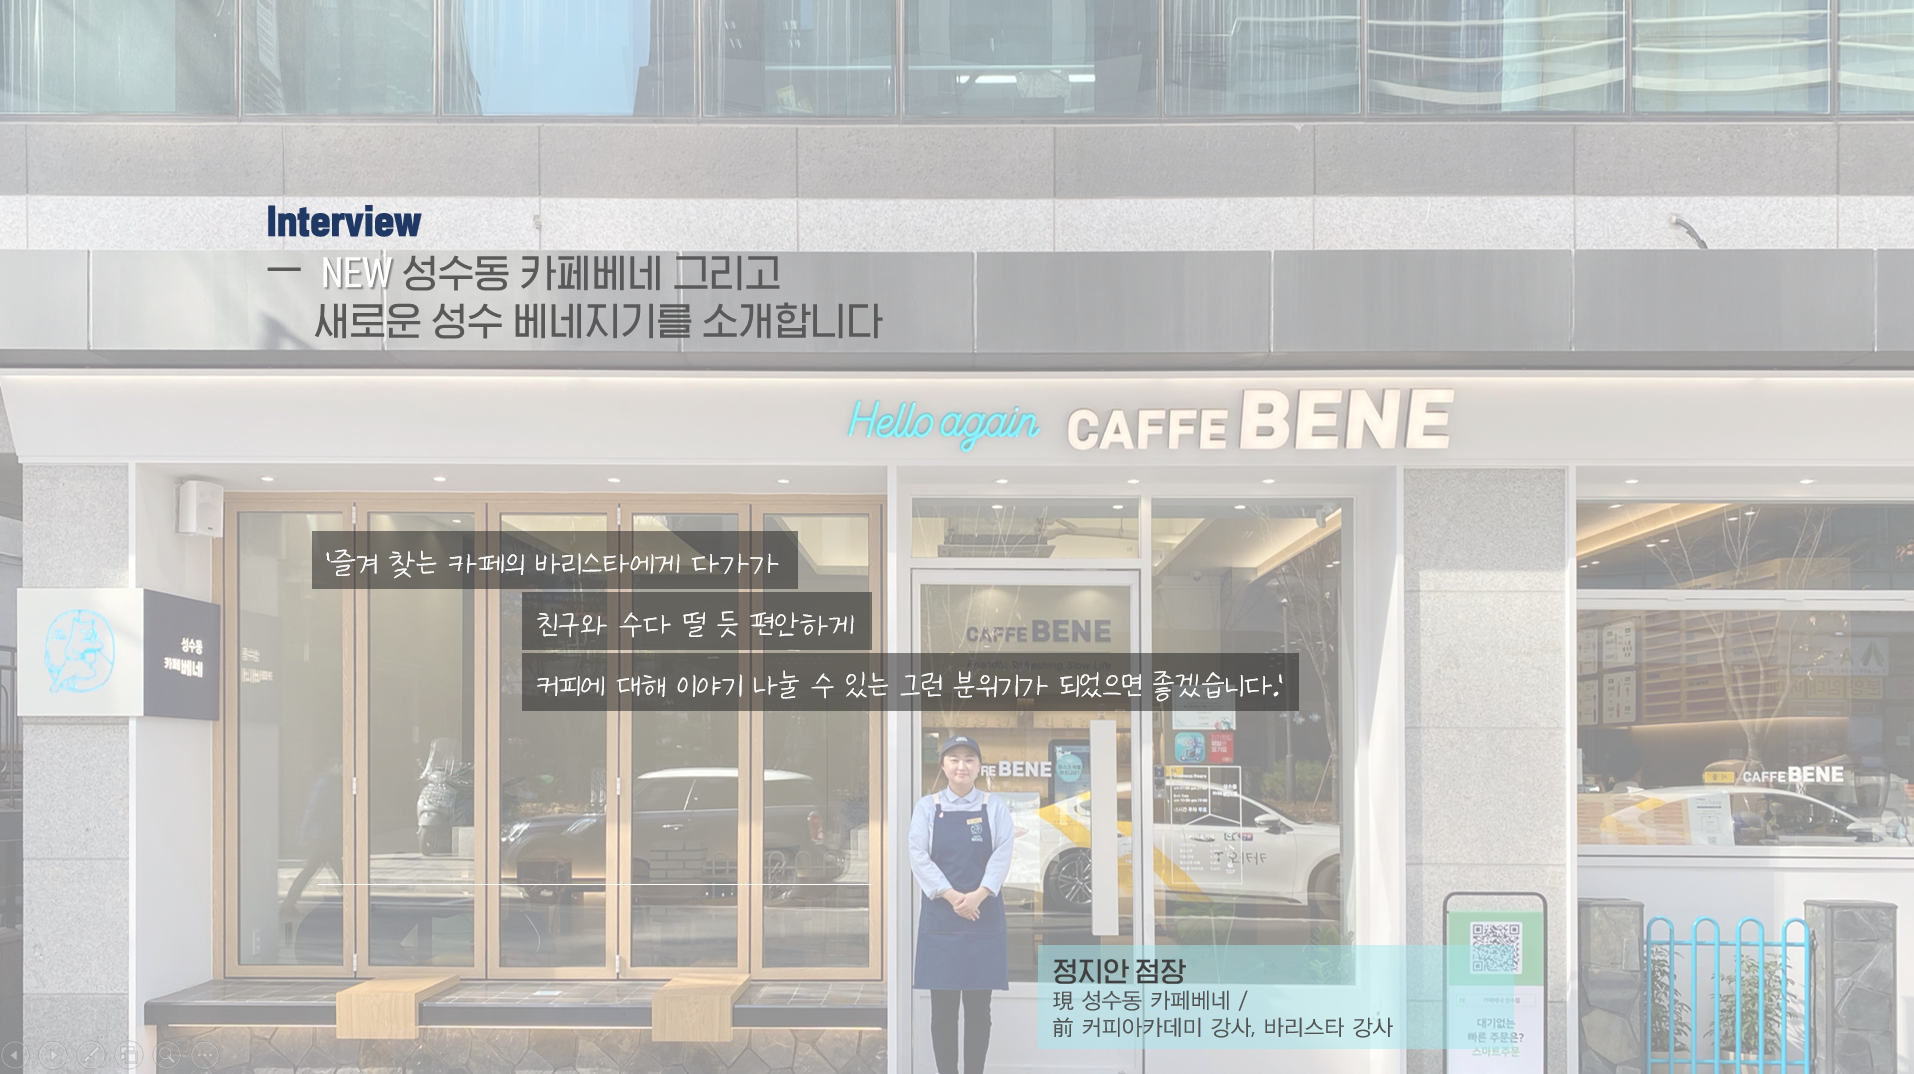 Interview
— NEW 성수동 카페베네 그리고
새로운 성수 베네지기를 소개합니다
Hello again CAFFE BENE
'즐겨 찾는 카페의 바리스타에게 다가가
친구와 수다 떨 듯 편안하게
커피에 대해 이야기 나눌 수 있는 그런 분위기가 되었으면 좋겠습니다.'
CAFFE BENE
성수동
카페베네
FE BENE
CAFFE BENE
정지안 점장
現 성수동 카페베네 /
前 커피아카데미 강사, 바리스타 강사
대기없는
빠른 주문은?
스마트주문